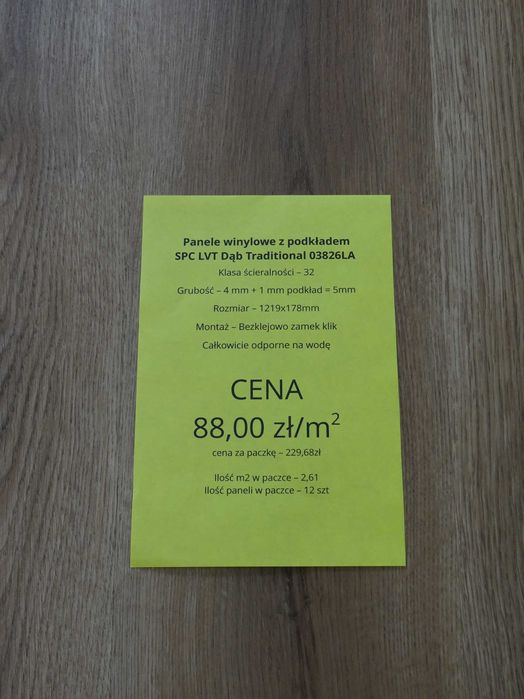 Panele winylowe z podkładem
SPC LVT Dąb Traditional 03826LA
Klasa ścieralności – 32
Grubość – 4 mm + 1 mm podkład = 5mm
Rozmiar – 1219x178mm
Montaż – Bezklejowo zamek klik
Całkowicie odporne na wodę
CENA
88,00 zł/m²
cena za paczkę – 229,68zł
Ilość m2 w paczce – 2,61
Ilość paneli w paczce – 12 szt